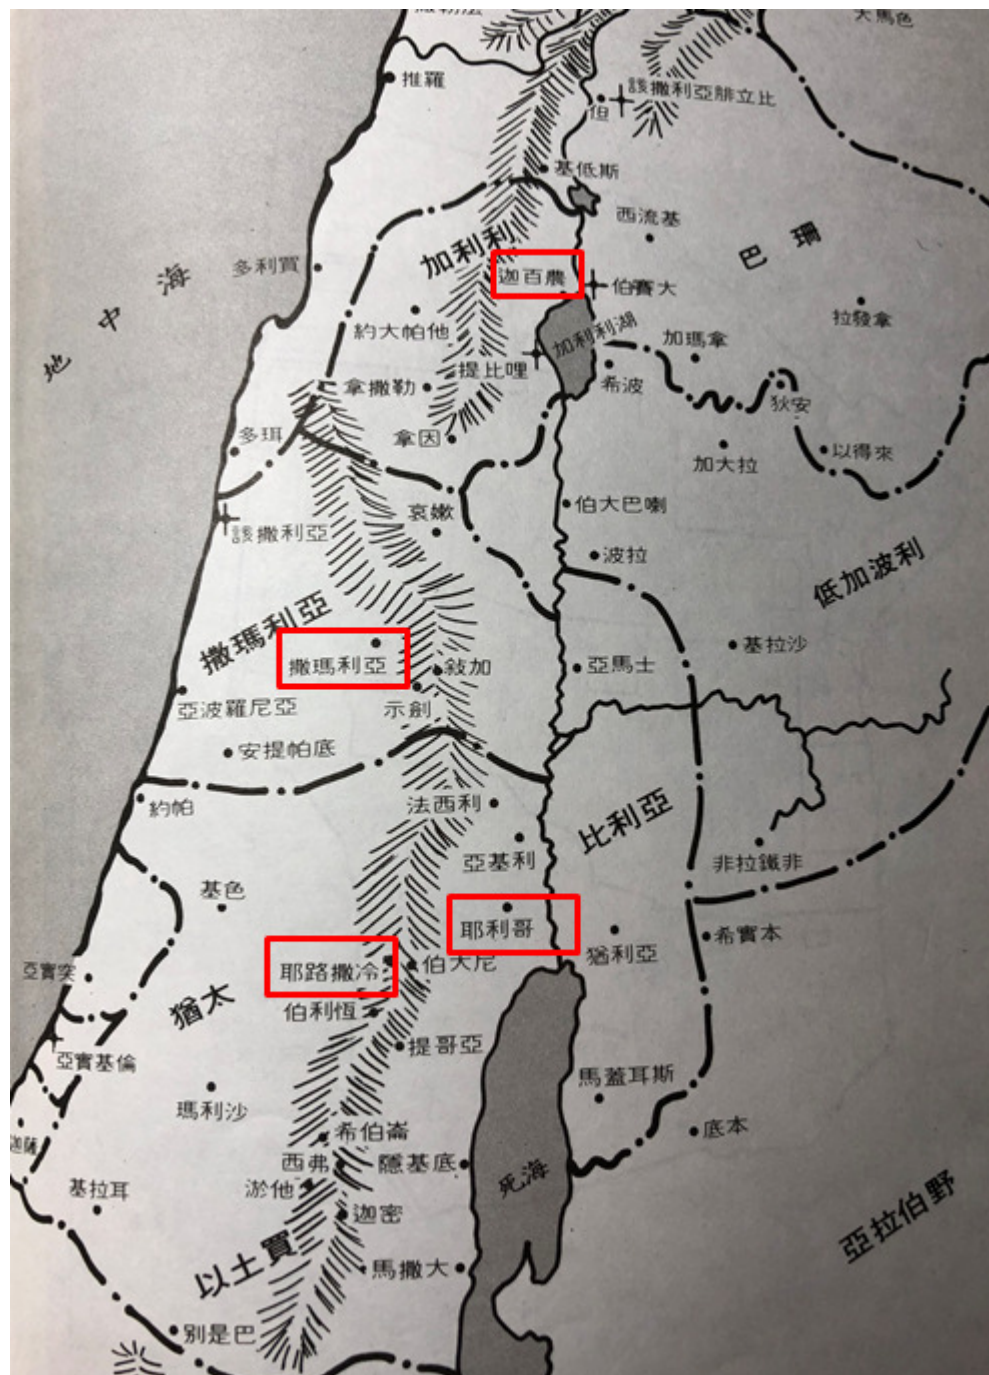 大馬色
推羅
該撒利亞腓立比
但
基低斯
西流基
巴珊
加利利
多利買
迦百農
伯賽大
地中海
拉發拿
約大帕他
加利利湖
加瑪拿
提比哩
拿撒勒
希波
狄安
多珥
拿因
加大拉
以得來
哀嫩
伯大巴喇
該撒利亞
波拉
低加波利
撒瑪利亞
撒瑪利亞
敍加
亞馬士
基拉沙
亞波羅尼亞
示劍
安提帕底
約帕
法西利
比利亞
亞基利
非拉鐵非
基色
耶利哥
希實本
猶利亞
亞實突
耶路撒冷
伯大尼
猶太
伯利恆
提哥亞
亞實基倫
馬蓋耳斯
瑪利沙
底本
希伯崙
迦薩
西弗
隱基底
死海
基拉耳
淤他
迦密
亞拉伯野
以土買
馬撒大
別是巴